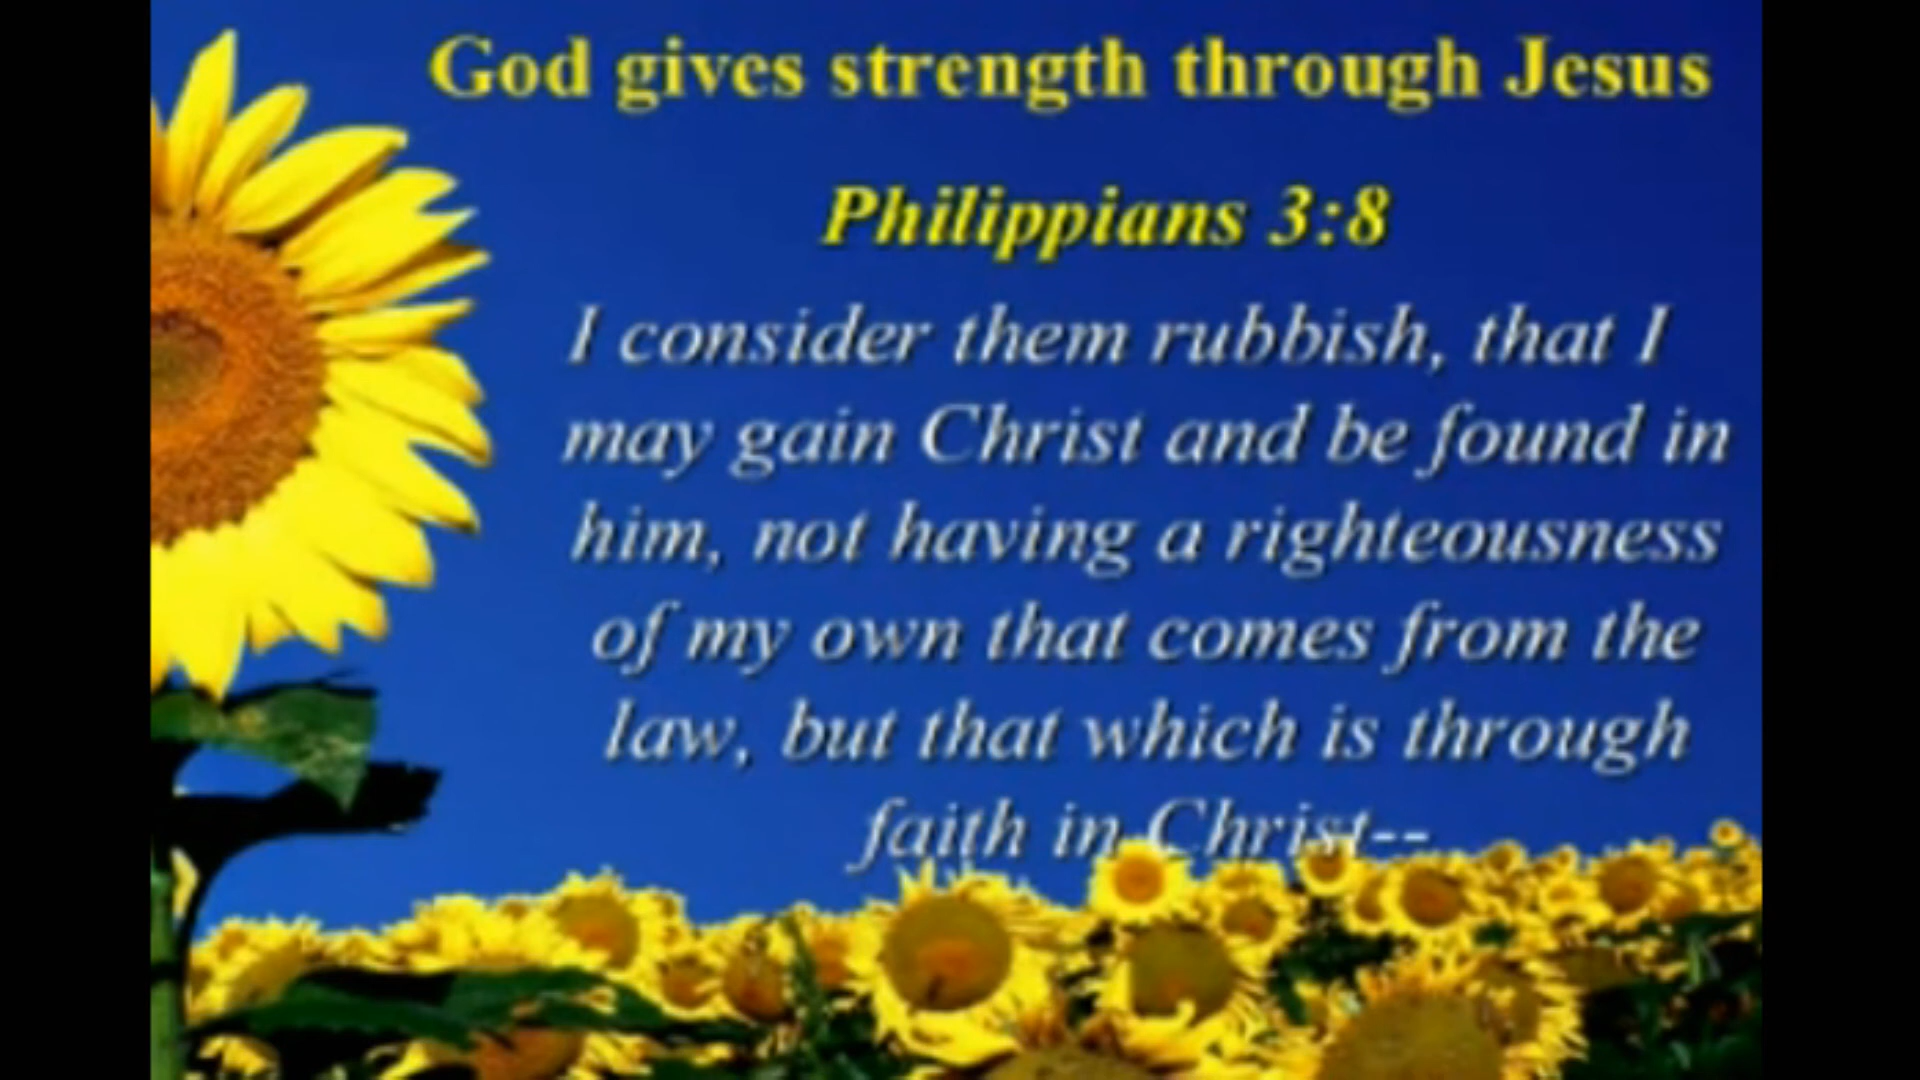 God gives strength through Jesus
Philippians 3:8
I consider them rubbish, that I
may gain Christ and be found in
him, not having a righteousness
of my own that comes from the
law, but that which is through
faith in Christ--